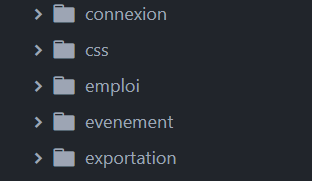 connexion
css
emploi
evenement
exportation